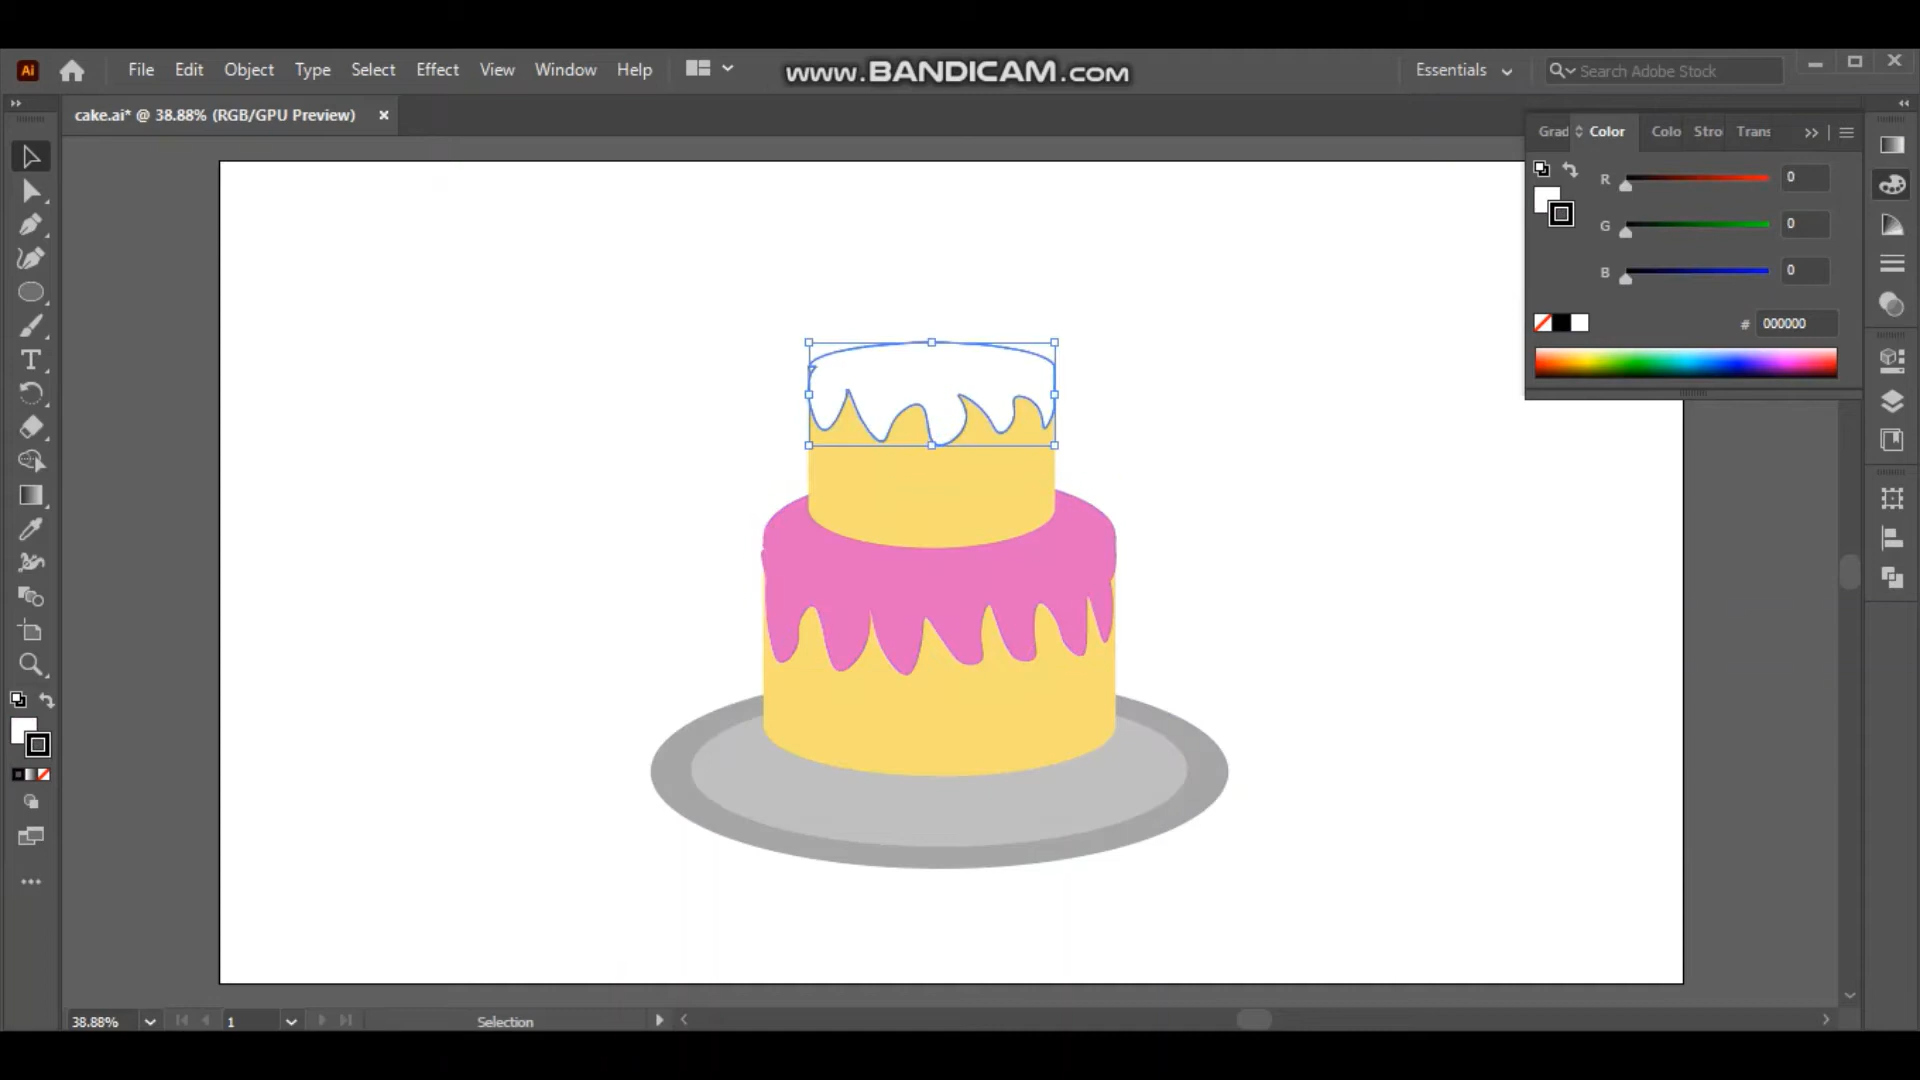 Ai File Edit Object Type Select Effect View Window Help www.BANDICAM.com Essentials Search Adobe Stock
cake.ai* @ 38.88% (RGB/GPU Preview) ×
Grad Color Colo Stro Trans
R 0
G 0
B 0
# 000000
38.88% 1 Selection